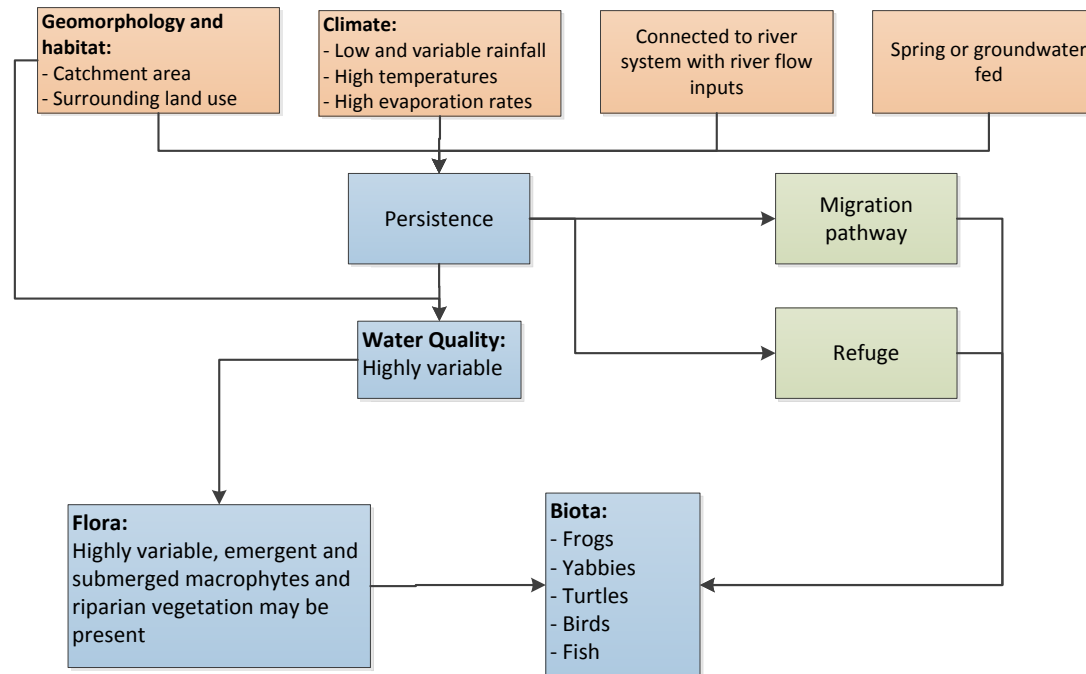 Geomorphology and
habitat:
- Catchment area
- Surrounding land use
Climate:
- Low and variable rainfall
- High temperatures
- High evaporation rates
Connected to river
system with river flow
inputs
Spring or groundwater
fed
Persistence
Migration
pathway
Water Quality:
Highly variable
Refuge
Flora:
Highly variable, emergent and
submerged macrophytes and
riparian vegetation may be
present
Biota:
- Frogs
- Yabbies
- Turtles
- Birds
- Fish